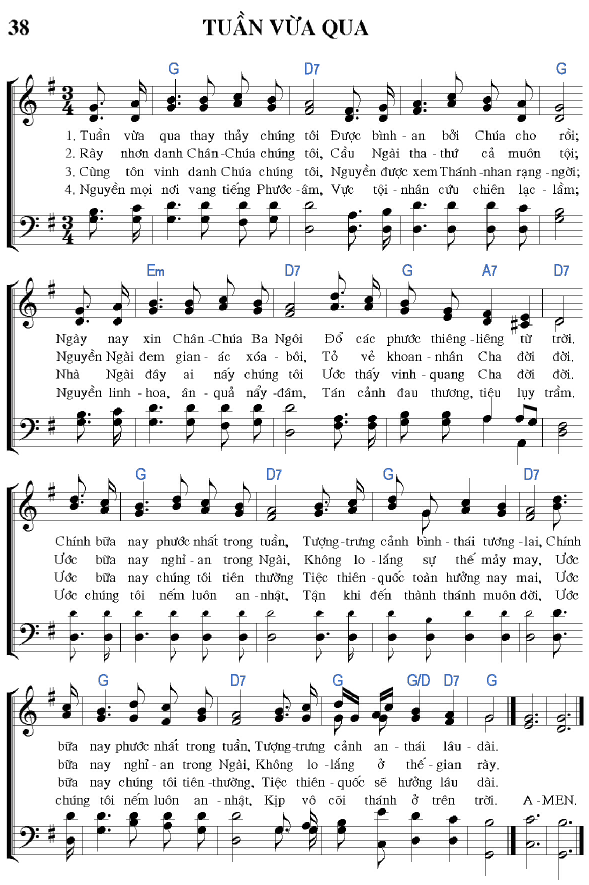 38 TUẦN VỪA QUA
G D7 G
1. Tuần vừa qua thay thảy chúng tôi Được bình-an bởi Chúa cho rồi;
2. Rày nhơn danh Chân-Chúa chúng tôi, Cầu Ngài tha-thứ cả muôn tội;
3. Cùng tôn vinh danh Chúa chúng tôi, Nguyền được xem Thánh-nhan rạng-ngời;
4. Nguyền mọi nơi vang tiếng Phước-âm, Vực tội-nhân cứu chiên lạc-lầm;
Em D7 G A7 D7
Ngày nay xin Chân-Chúa Ba Ngôi Đổ các phước thiêng-liêng từ trời.
Nguyền Ngài đem gian-ác xóa-bôi, Tỏ vẻ khoan-nhân Cha đời đời.
Nhà Ngài đây ai nấy chúng tôi Ước thấy vinh-quang Cha đời đời.
Nguyền linh-hoa, ân-quả nẩy-đâm, Tán cảnh đau thương, tiêu lụy trầm.
G D7 G D7
Chính bữa nay phước nhất trong tuần, Tượng-trưng cảnh bình-thái tương-lai, Chính
Ước bữa nay nghỉ-an trong Ngài, Không lo-lắng sự thế mảy may, Ước
Ước bữa nay chúng tôi tiên thưởng Tiệc thiên-quốc toàn hưởng nay mai, Ước
Ước chúng tôi nếm luôn an-nhật, Tận khi đến thành thánh muôn đời, Ước
G D7 G G/D D7 G
bữa nay phước nhất trong tuần, Tượng-trưng cảnh an-thái lâu-dài.
bữa nay nghỉ-an trong Ngài, Không lo-lắng ở thế-gian rày.
bữa nay chúng tôi tiên-thưởng, Tiệc thiên-quốc sẽ hưởng lâu dài.
chúng tôi nếm luôn an-nhật, Kịp vô cõi thánh ở trên trời. A-MEN.